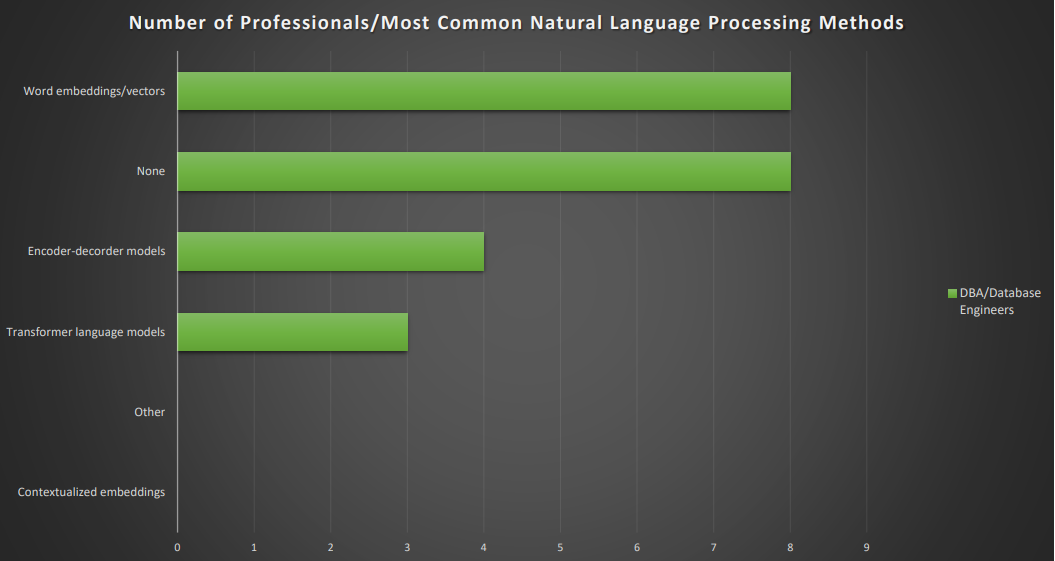 Number of Professionals/Most Common Natural Language Processing Methods
Word embeddings/vectors
None
Encoder-decorder models
Transformer language models
Other
Contextualized embeddings
0 1 2 3 4 5 6 7 8 9
DBA/Database
Engineers